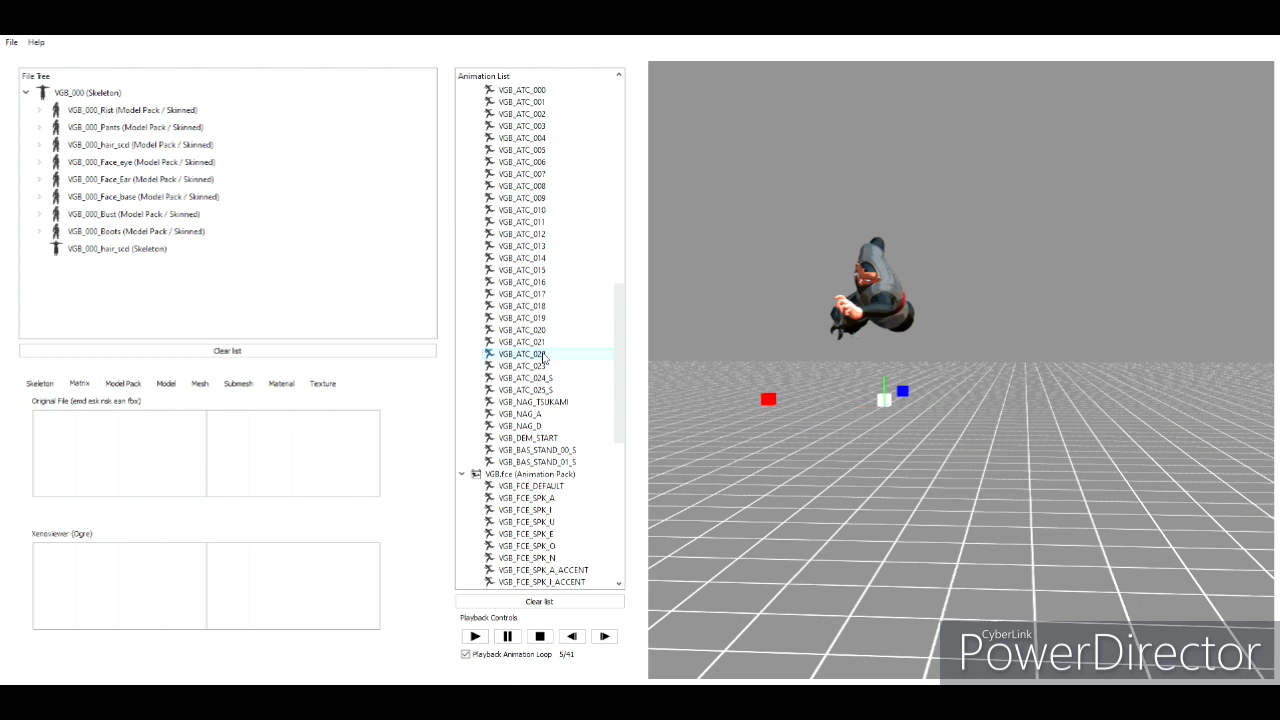 File Help
File Tree
VGB_000 (Skeleton)
VGB_000_Rist (Model Pack / Skinned)
VGB_000_Pants (Model Pack / Skinned)
VGB_000_hair_scd (Model Pack / Skinned)
VGB_000_Face_eye (Model Pack / Skinned)
VGB_000_Face_Ear (Model Pack / Skinned)
VGB_000_Face_base (Model Pack / Skinned)
VGB_000_Bust (Model Pack / Skinned)
VGB_000_Boots (Model Pack / Skinned)
VGB_000_hair_scd (Skeleton)
Clear list
Skeleton Matrix Model Pack Model Mesh Submesh Material Texture
Original File (emd esk nsk ean fbx)
Xenoviewer (Ogre)
Animation List
VGB_ATC_000
VGB_ATC_001
VGB_ATC_002
VGB_ATC_003
VGB_ATC_004
VGB_ATC_005
VGB_ATC_006
VGB_ATC_007
VGB_ATC_008
VGB_ATC_009
VGB_ATC_010
VGB_ATC_011
VGB_ATC_012
VGB_ATC_013
VGB_ATC_014
VGB_ATC_015
VGB_ATC_016
VGB_ATC_017
VGB_ATC_018
VGB_ATC_019
VGB_ATC_020
VGB_ATC_021
VGB_ATC_022
VGB_ATC_023
VGB_ATC_024_S
VGB_ATC_025_S
VGB_NAG_TSUKAMI
VGB_NAG_A
VGB_NAG_D
VGB_DEM_START
VGB_BAS_STAND_00_S
VGB_BAS_STAND_01_S
VGB.fce (Animation Pack)
VGB_FCE_DEFAULT
VGB_FCE_SPK_A
VGB_FCE_SPK_I
VGB_FCE_SPK_U
VGB_FCE_SPK_E
VGB_FCE_SPK_O
VGB_FCE_SPK_N
VGB_FCE_SPK_A_ACCENT
VGB_FCE_SPK_I_ACCENT
Clear list
Playback Controls
Playback Animation Loop 5/41
CyberLink
PowerDirector